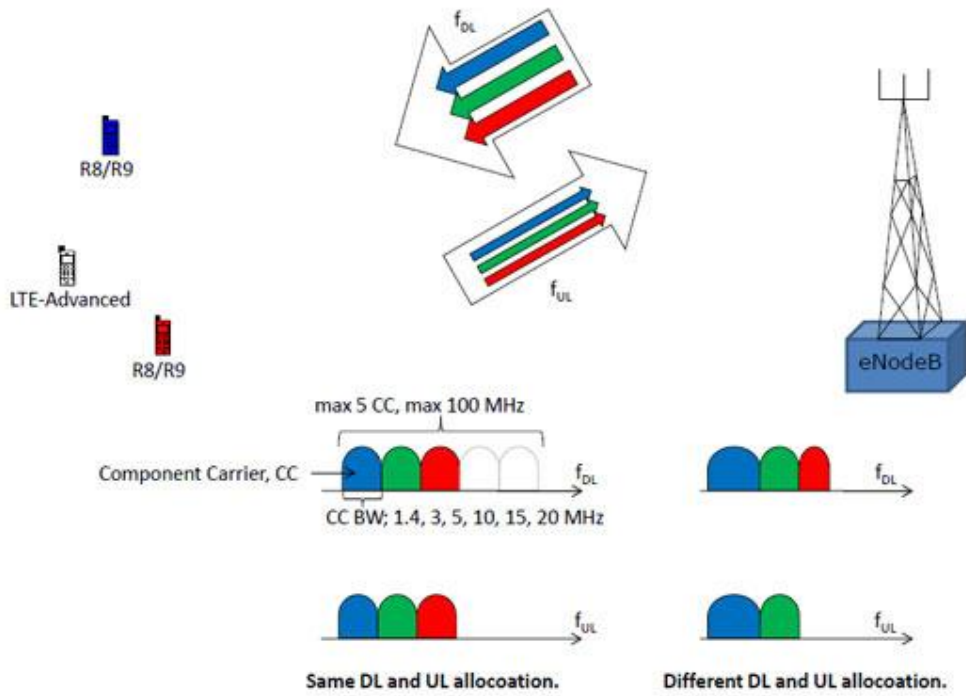 f_DL
R8/R9
LTE-Advanced
f_UL
R8/R9
eNodeB
max 5 CC, max 100 MHz
Component Carrier, CC
f_DL
f_DL
CC BW; 1.4, 3, 5, 10, 15, 20 MHz
f_UL
f_UL
Same DL and UL allocoation.
Different DL and UL allocoation.